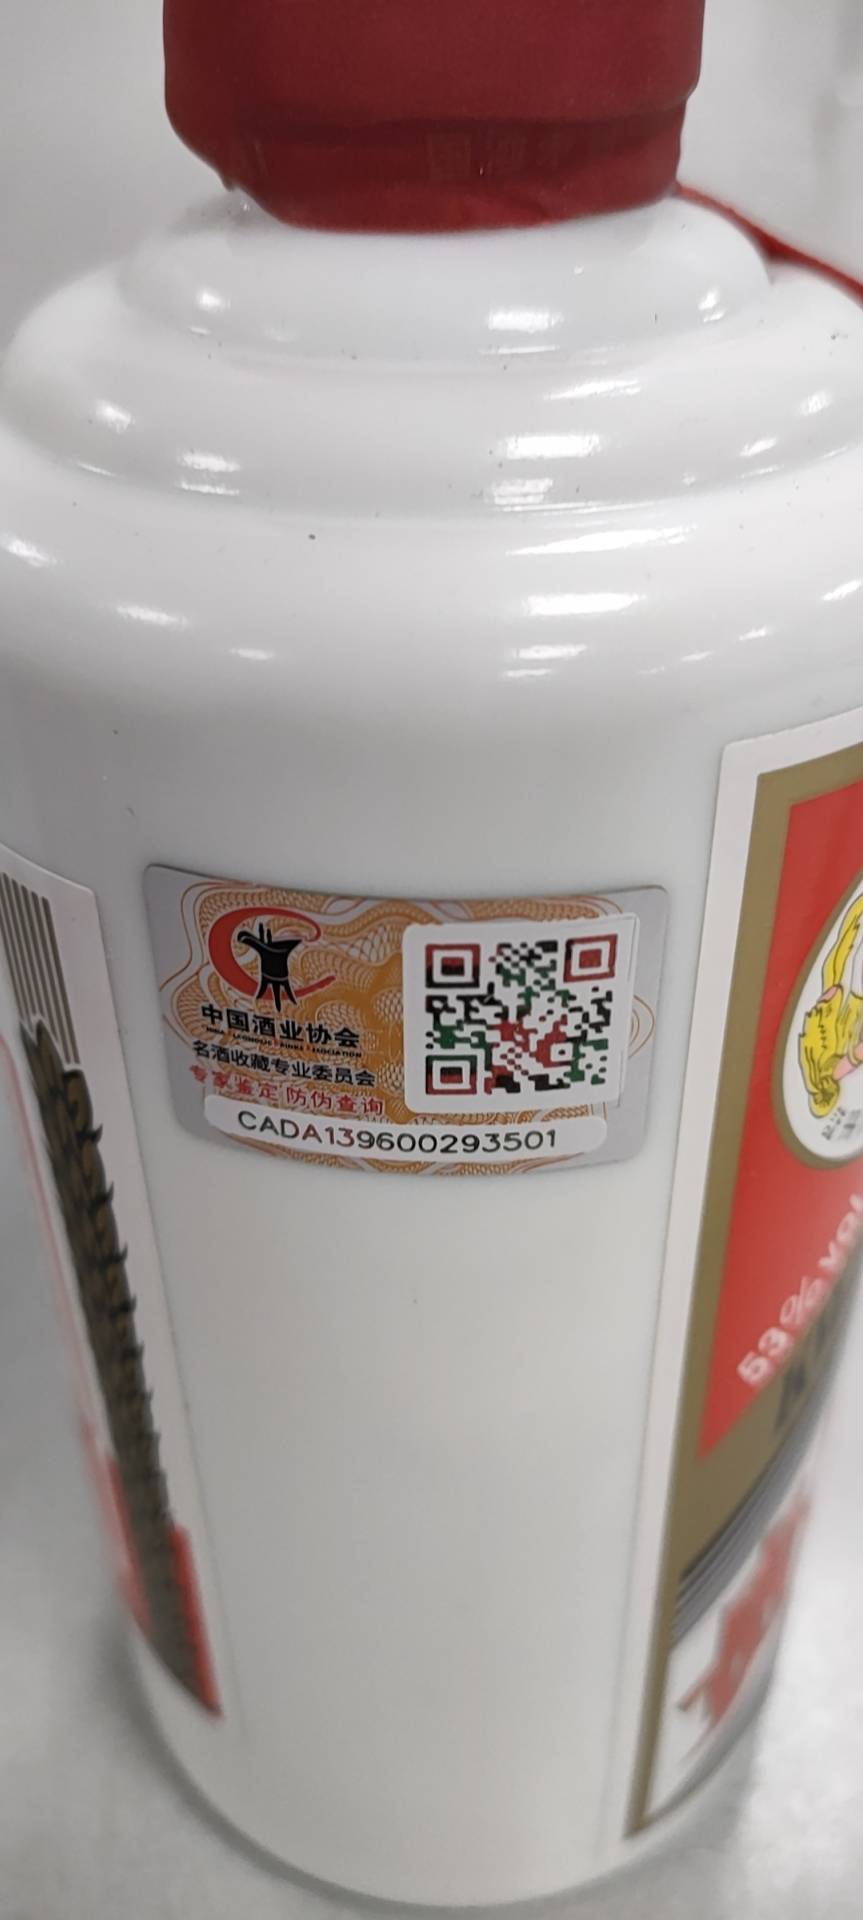 中国酒业协会
名酒收藏专业委员会
专家鉴定 防伪查询
CADA139600293501
53% VOL